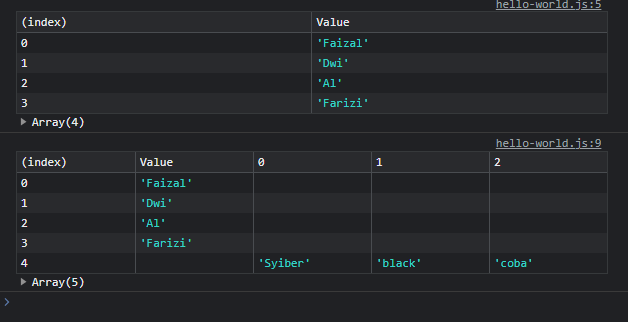 hello-world.js:5
(index) Value
0 'Faizal'
1 'Dwi'
2 'Al'
3 'Farizi'
▶ Array(4)
hello-world.js:9
(index) Value 0 1 2
0 'Faizal'
1 'Dwi'
2 'Al'
3 'Farizi'
4 'Syiber' 'black' 'coba'
▶ Array(5)
>